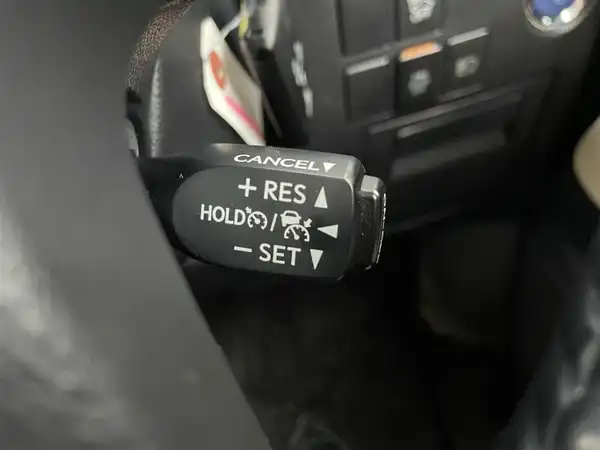 CANCEL▼
+ RES ▲
HOLD / ◀
− SET ▼